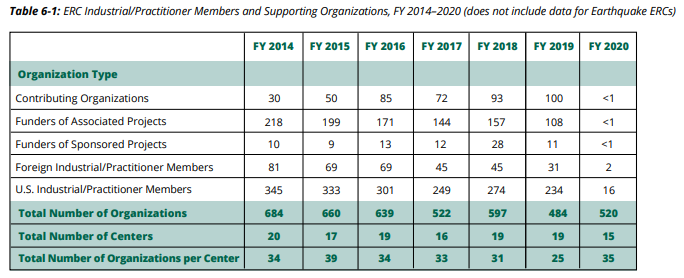 Table 6-1: ERC Industrial/Practitioner Members and Supporting Organizations, FY 2014–2020 (does not include data for Earthquake ERCs)
FY 2014 FY 2015 FY 2016 FY 2017 FY 2018 FY 2019 FY 2020
Organization Type
Contributing Organizations 30 50 85 72 93 100 <1
Funders of Associated Projects 218 199 171 144 157 108 <1
Funders of Sponsored Projects 10 9 13 12 28 11 <1
Foreign Industrial/Practitioner Members 81 69 69 45 45 31 2
U.S. Industrial/Practitioner Members 345 333 301 249 274 234 16
Total Number of Organizations 684 660 639 522 597 484 520
Total Number of Centers 20 17 19 16 19 19 15
Total Number of Organizations per Center 34 39 34 33 31 25 35